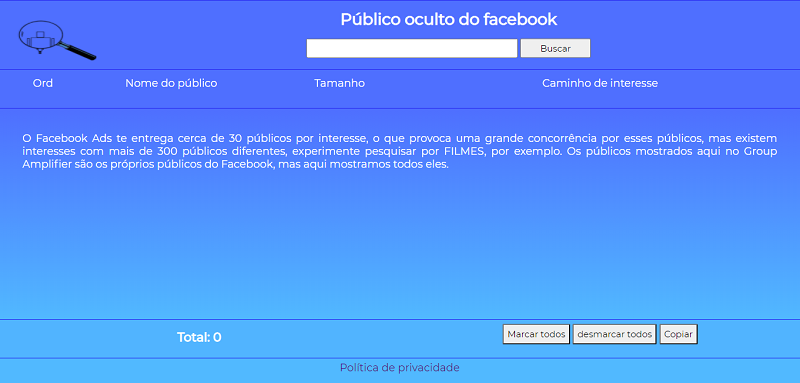 Público oculto do facebook
Buscar
Ord Nome do público Tamanho Caminho de interesse
O Facebook Ads te entrega cerca de 30 públicos por interesse, o que provoca uma grande concorrência por esses públicos, mas existem
interesses com mais de 300 públicos diferentes, experimente pesquisar por FILMES, por exemplo. Os públicos mostrados aqui no Group
Amplifier são os próprios públicos do Facebook, mas aqui mostramos todos eles.
Total: 0 Marcar todos desmarcar todos Copiar
Política de privacidade